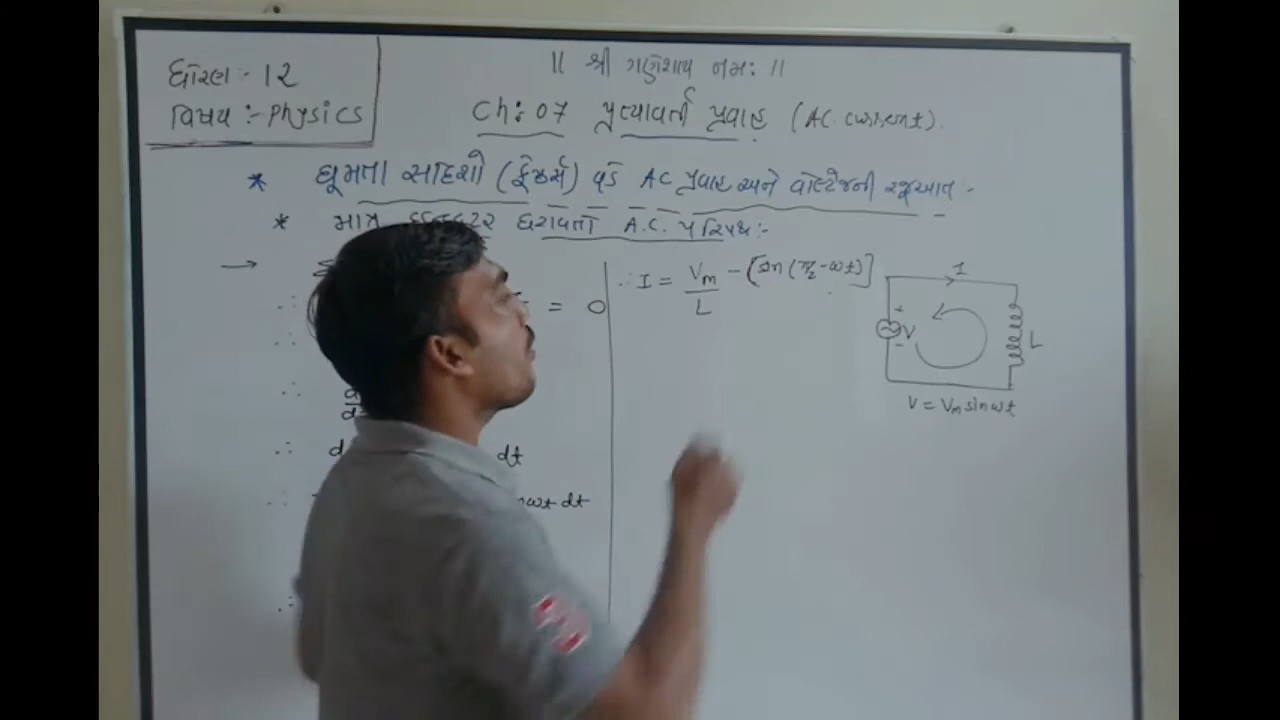 ધોરણ :- 12
વિષય :- Physics
॥ શ્રી ગણેશાય નમઃ ॥
Ch: 07 પ્રત્યાવર્તી પ્રવાહ (AC current).
* ઘૂમતા સદિશો (ફેઝર્સ) વડે AC પ્રવાહ અને વોલ્ટેજની રજૂઆત -
* માત્ર ઇન્ડક્ટર ધરાવતા A.C. પરિપથ:-
→
∴ = 0
∴
∴
∴ d dt
∴ ωt dt
∴
∴ I = Vm/L - [sin (π/2 - ωt)]
I
+
V
-
L
V = Vm sin ωt